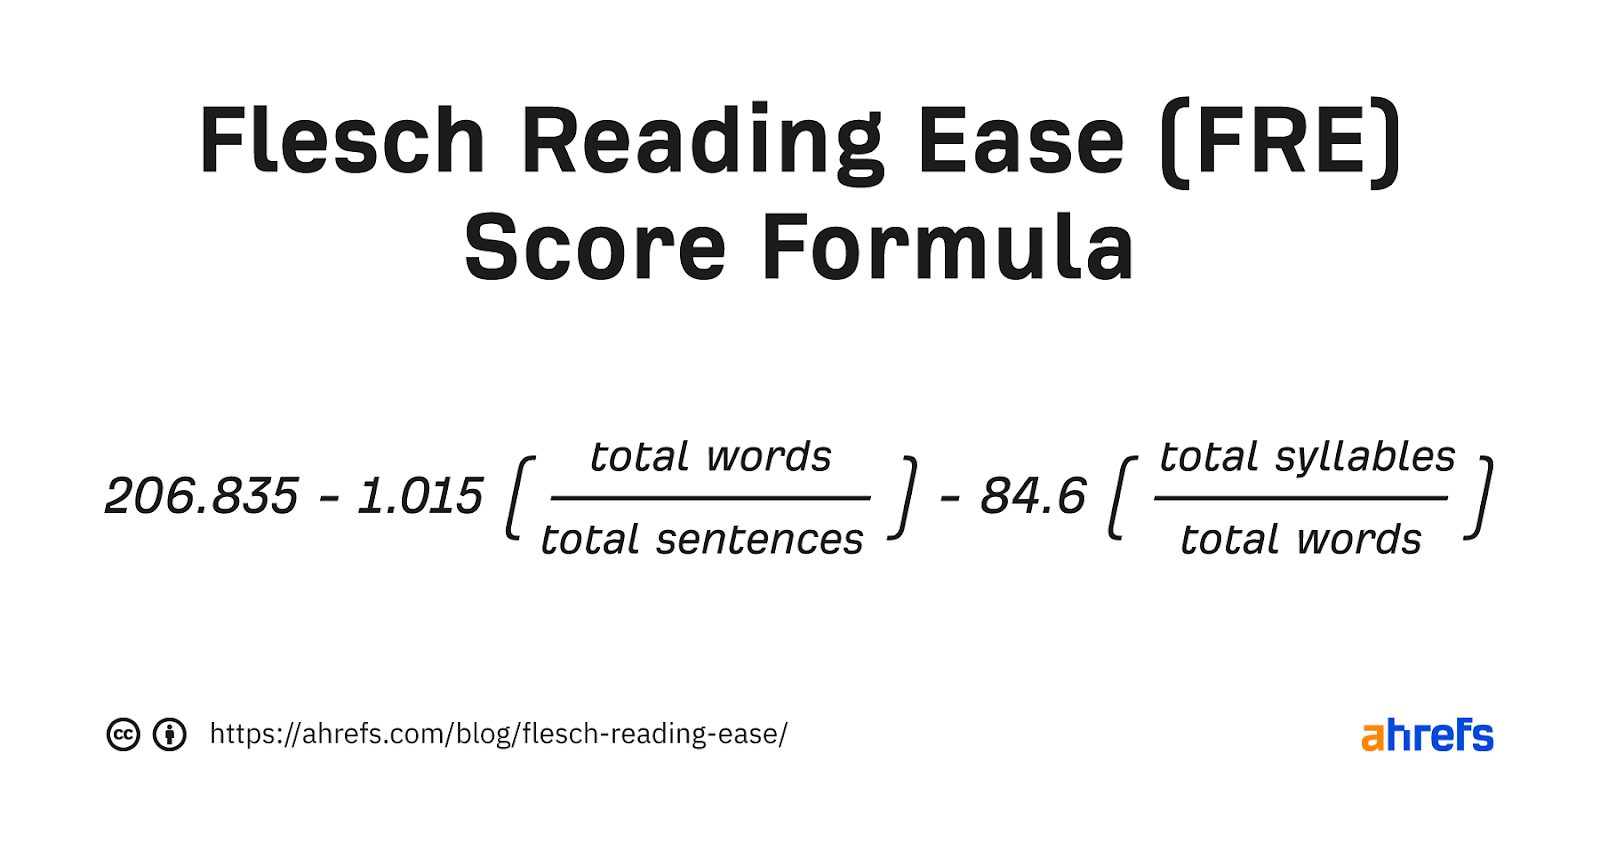 Flesch Reading Ease (FRE)
Score Formula
206.835 - 1.015 ( total words / total sentences ) - 84.6 ( total syllables / total words )
cc https://ahrefs.com/blog/flesch-reading-ease/
ahrefs